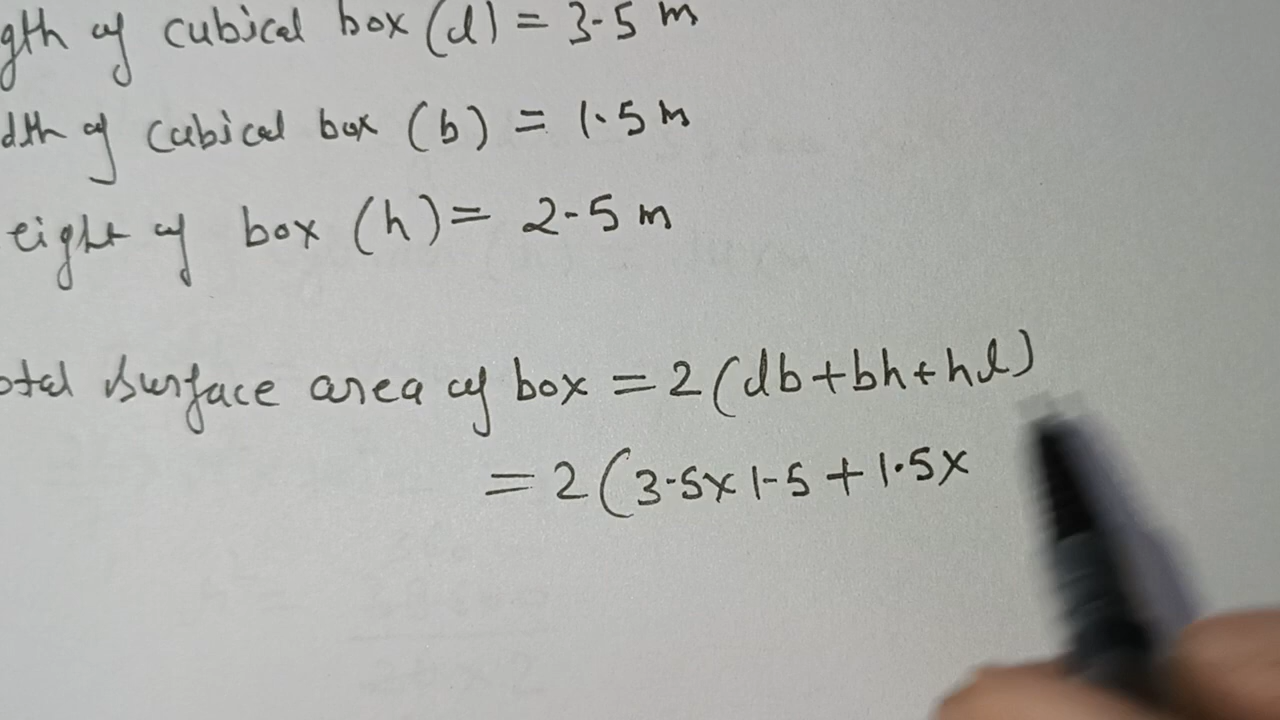 gth of cubical box (l) = 3.5 m
dth of cubical box (b) = 1.5 m
eight of box (h) = 2.5 m
otal surface area of box = 2 (lb + bh + hl)
= 2 (3.5 x 1.5 + 1.5 x